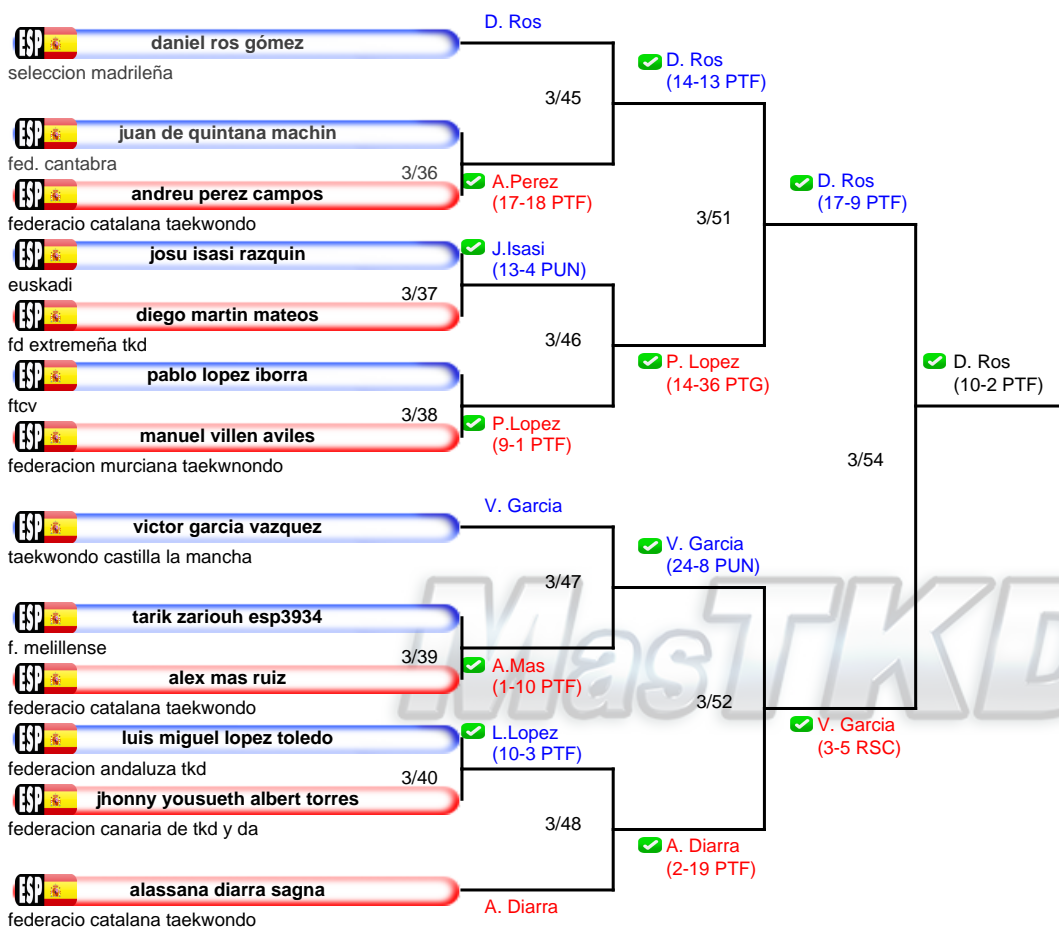 D. Ros
ESP daniel ros gómez
seleccion madrileña
D. Ros
(14-13 PTF)
3/45
ESP juan de quintana machin
fed. cantabra
3/36
ESP andreu perez campos
A.Perez
(17-18 PTF)
federacio catalana taekwondo
D. Ros
(17-9 PTF)
3/51
ESP josu isasi razquin
J.Isasi
(13-4 PUN)
euskadi
3/37
ESP diego martin mateos
fd extremeña tkd
3/46
ESP pablo lopez iborra
P. Lopez
(14-36 PTG)
ftcv
3/38
ESP manuel villen aviles
P.Lopez
(9-1 PTF)
federacion murciana taekwnondo
D. Ros
(10-2 PTF)
3/54
V. Garcia
ESP victor garcia vazquez
taekwondo castilla la mancha
V. Garcia
(24-8 PUN)
3/47
ESP tarik zariouh esp3934
f. melillense
3/39
ESP alex mas ruiz
A.Mas
(1-10 PTF)
federacio catalana taekwondo
MasTKD
3/52
ESP luis miguel lopez toledo
L.Lopez
(10-3 PTF)
V. Garcia
(3-5 RSC)
federacion andaluza tkd
3/40
ESP jhonny yousueth albert torres
federacion canaria de tkd y da
3/48
A. Diarra
(2-19 PTF)
ESP alassana diarra sagna
A. Diarra
federacio catalana taekwondo